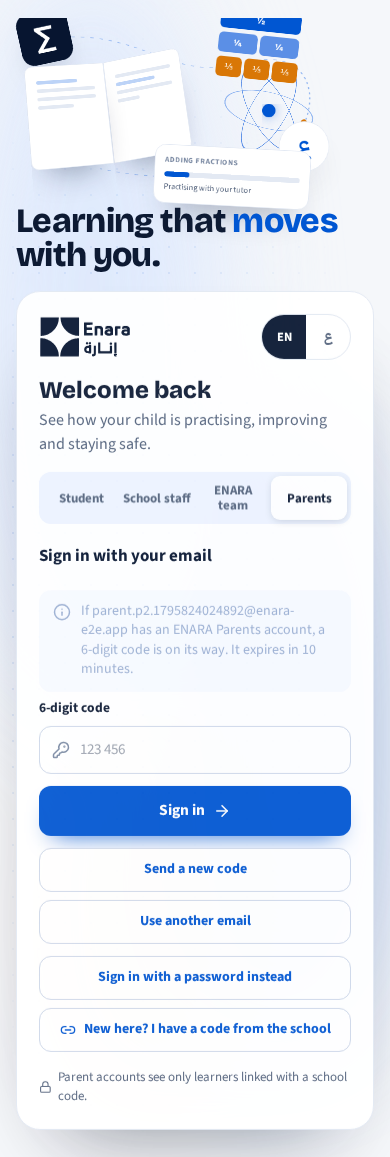 Σ
½
¼ ¼
⅕ ⅕ ⅕
ADDING FRACTIONS
Practising with your tutor
Learning that moves
with you.
Enara
إنارة
EN ع
Welcome back
See how your child is practising, improving
and staying safe.
Student School staff ENARA team Parents
Sign in with your email
If parent.p2.1795824024892@enara-
e2e.app has an ENARA Parents account, a
6-digit code is on its way. It expires in 10
minutes.
6-digit code
123 456
Sign in
Send a new code
Use another email
Sign in with a password instead
New here? I have a code from the school
Parent accounts see only learners linked with a school
code.